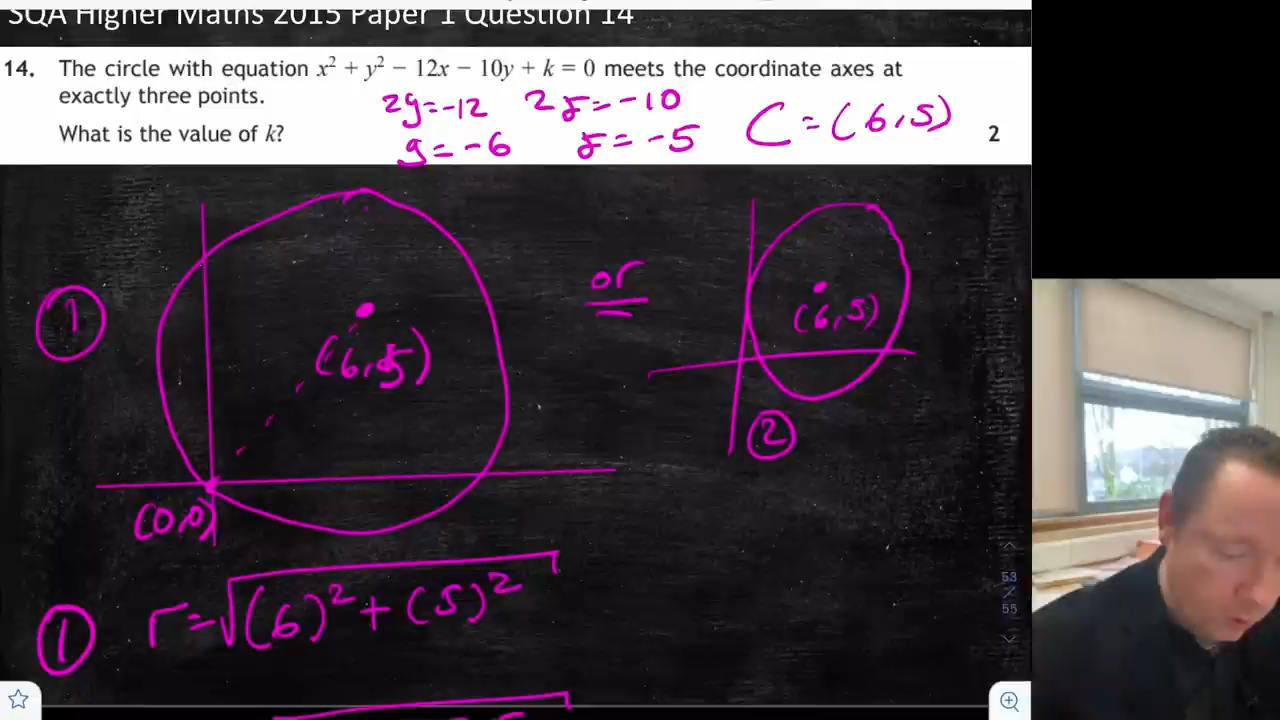 SQA Higher Maths 2015 Paper 1 Question 14
14. The circle with equation x² + y² − 12x − 10y + k = 0 meets the coordinate axes at
exactly three points.
2g=-12 2f=-10 C=(6,5)
What is the value of k? g=-6 f=-5 2
or
1 (6,5) (6,5)
2
(0,0)
1 r=√(6)²+(5)²
53
55